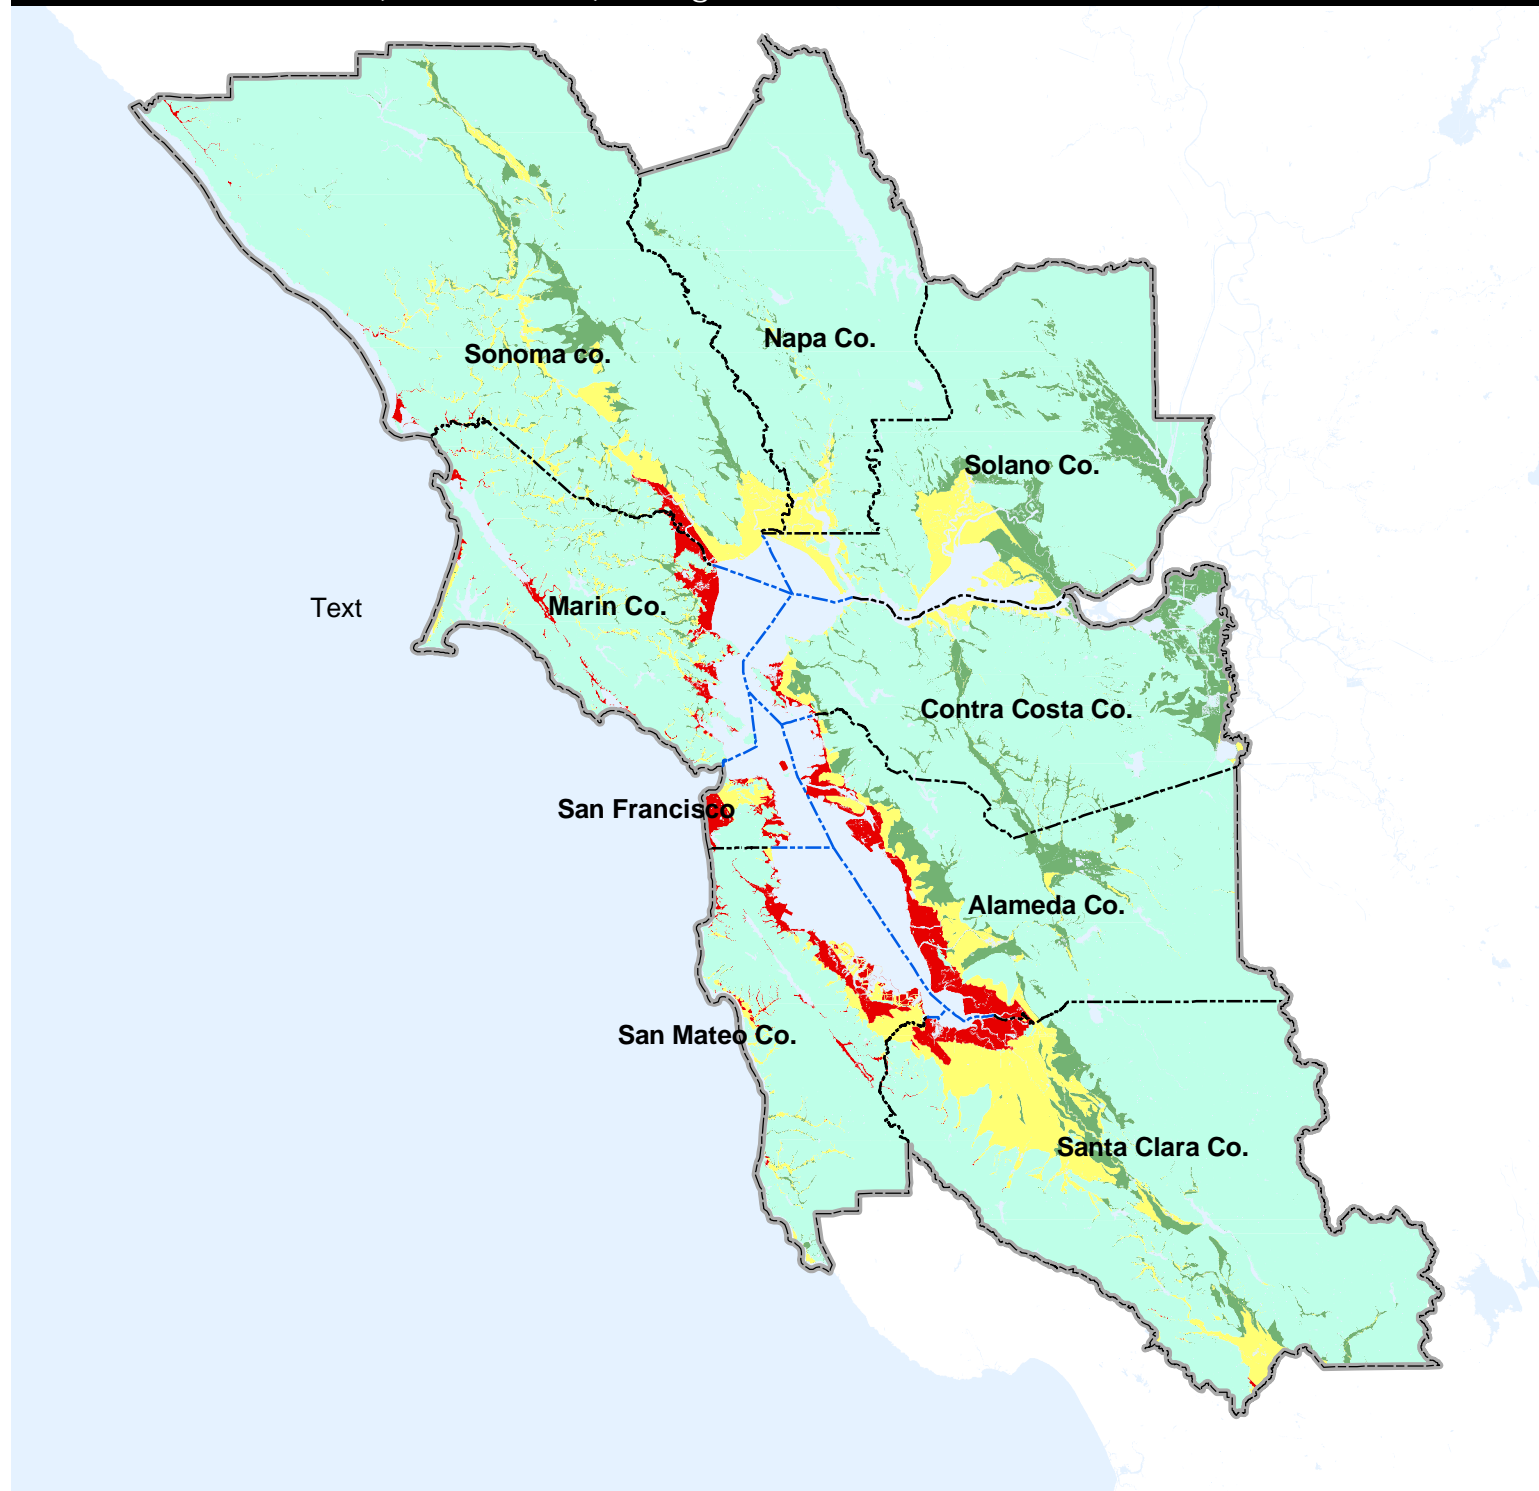 Napa Co.
Sonoma co.
Solano Co.
Text
Marin Co.
Contra Costa Co.
San Francisco
Alameda Co.
San Mateo Co.
Santa Clara Co.